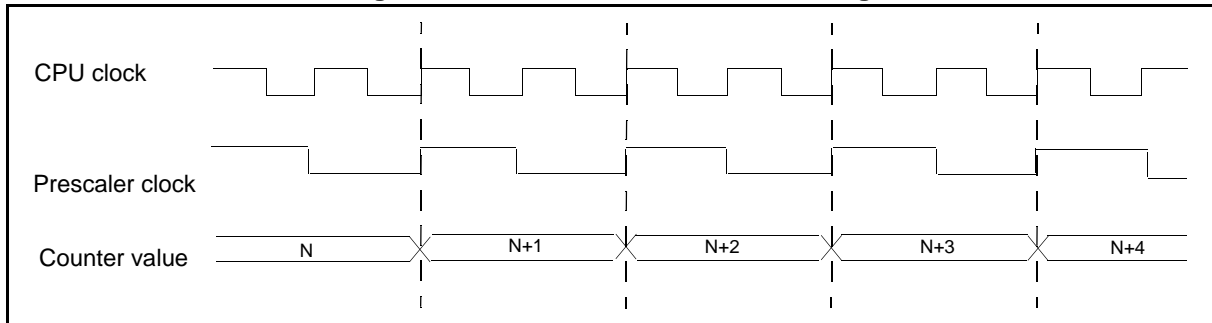 CPU clock
Prescaler clock
Counter value
N
N+1
N+2
N+3
N+4